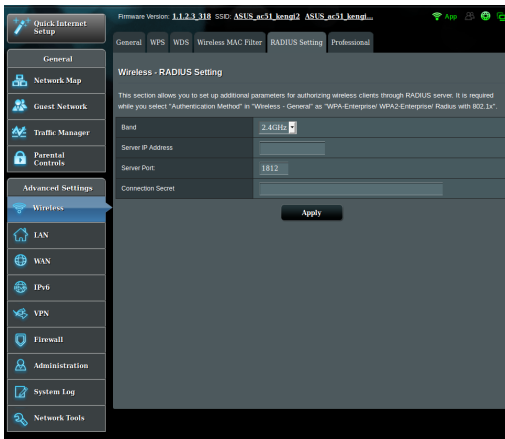 Quick Internet
Setup
Firmware Version: 1.1.2.3_318 SSID: ASUS_ac51_kengi2 ASUS_ac51_kengi...
App
General WPS WDS Wireless MAC Filter RADIUS Setting Professional
General
Network Map
Guest Network
Traffic Manager
Parental
Controls
Advanced Settings
Wireless
LAN
WAN
IPv6
VPN
Firewall
Administration
System Log
Network Tools
Wireless - RADIUS Setting
This section allows you to set up additional parameters for authorizing wireless clients through RADIUS server. It is required
while you select "Authentication Method" in "Wireless - General" as "WPA-Enterprise/ WPA2-Enterprise/ Radius with 802.1x".
Band 2.4GHz
Server IP Address
Server Port: 1812
Connection Secret
Apply